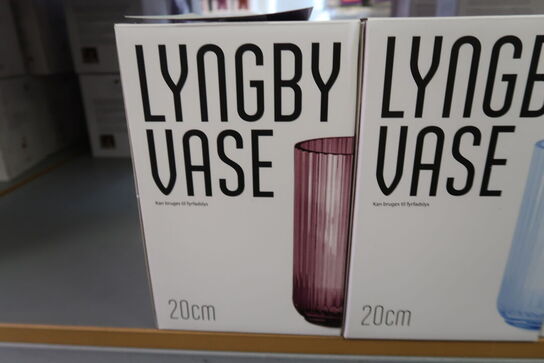 LYNGBY
VASE
Kan bruges til fyrfadslys
20cm
LYNGB
VASE
Kan bruges til fyrfadslys
20cm